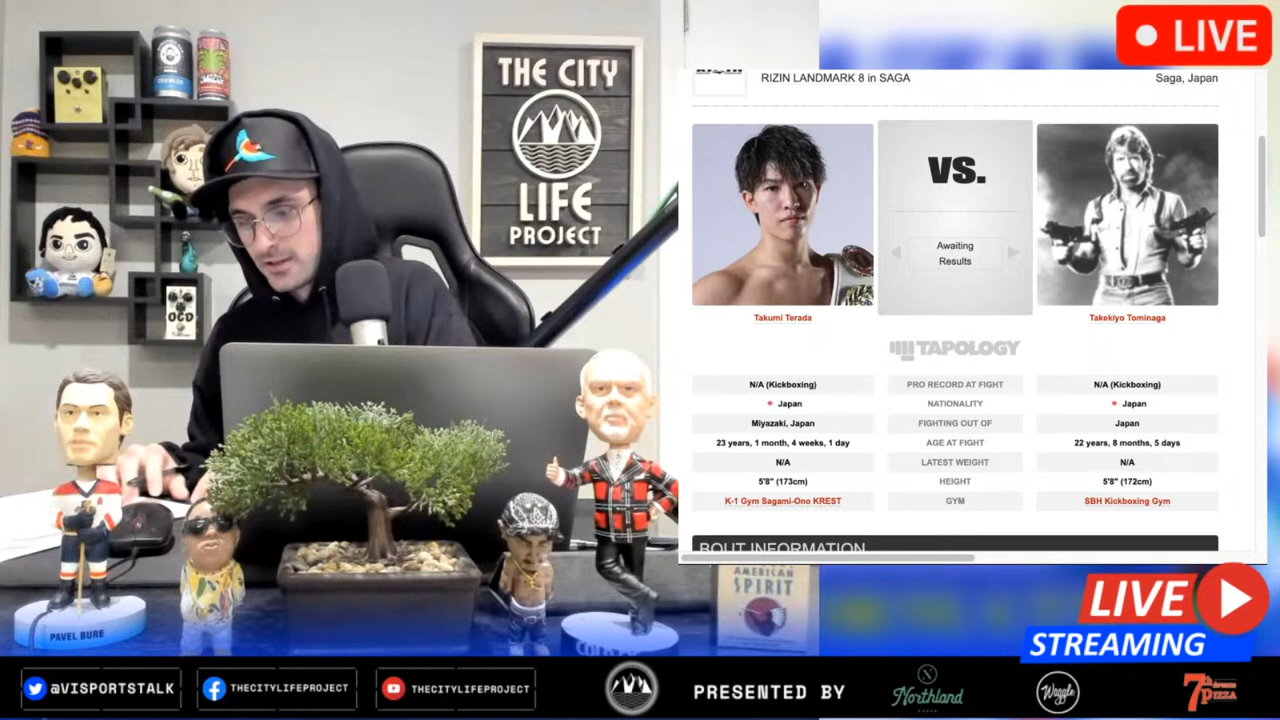 LIVE
RIZIN LANDMARK 8 in SAGA
Saga, Japan
THE CITY
LIFE
PROJECT
VS.
Awaiting
Results
Takumi Terada
Takekiyo Tominaga
TAPOLOGY
N/A (Kickboxing) PRO RECORD AT FIGHT N/A (Kickboxing)
Japan NATIONALITY Japan
Miyazaki, Japan FIGHTING OUT OF Japan
23 years, 1 month, 4 weeks, 1 day AGE AT FIGHT 22 years, 8 months, 5 days
N/A LATEST WEIGHT N/A
5'8" (173cm) HEIGHT 5'8" (172cm)
K-1 Gym Sagami-Ono KREST GYM SBH Kickboxing Gym
BOUT INFORMATION
OCD
AMERICAN
SPIRIT
PAVEL BURE
LIVE
STREAMING
@VISPORTSTALK
THECITYLIFEPROJECT
THECITYLIFEPROJECT
PRESENTED BY
Northland
Waggle
7th
PIZZA